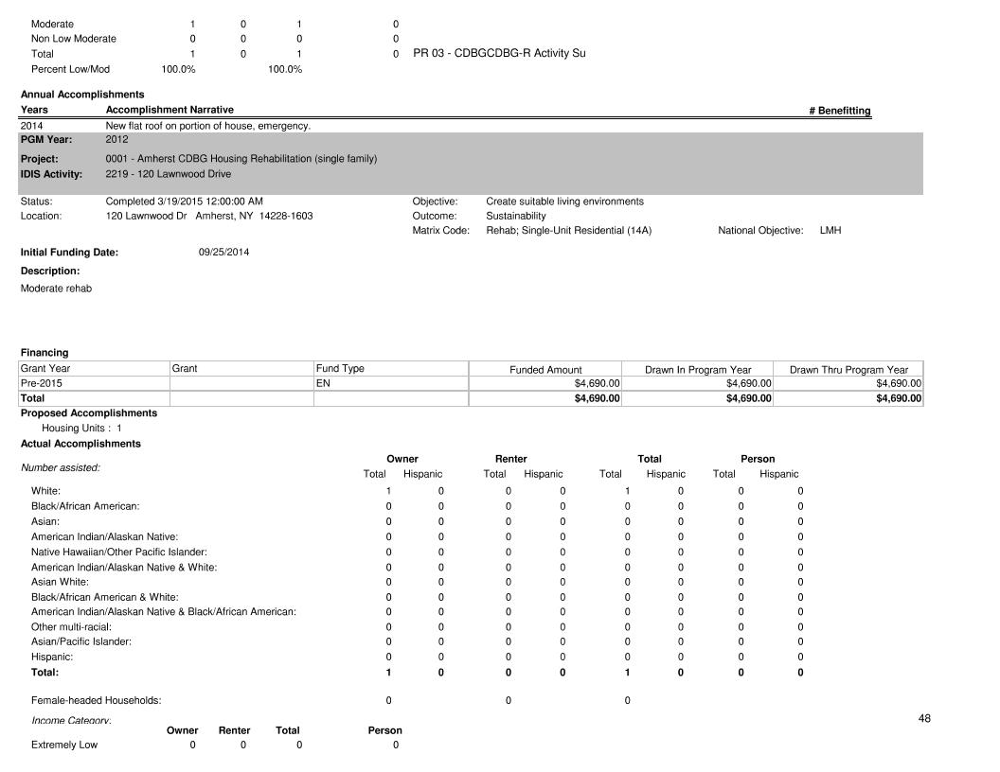 Moderate 1 0 1 0
Non Low Moderate 0 0 0 0
Total 1 0 1 0 PR 03 - CDBGCDBG-R Activity Su
Percent Low/Mod 100.0% 100.0%
Annual Accomplishments
Years Accomplishment Narrative # Benefitting
2014 New flat roof on portion of house, emergency.
PGM Year: 2012
Project: 0001 - Amherst CDBG Housing Rehabilitation (single family)
IDIS Activity: 2219 - 120 Lawnwood Drive
Status: Completed 3/19/2015 12:00:00 AM Objective: Create suitable living environments
Location: 120 Lawnwood Dr Amherst, NY 14228-1603 Outcome: Sustainability
Matrix Code: Rehab; Single-Unit Residential (14A) National Objective: LMH
Initial Funding Date: 09/25/2014
Description:
Moderate rehab
Financing
Grant Year Grant Fund Type Funded Amount Drawn In Program Year Drawn Thru Program Year
Pre-2015 EN $4,690.00 $4,690.00 $4,690.00
Total $4,690.00 $4,690.00 $4,690.00
Proposed Accomplishments
Housing Units : 1
Actual Accomplishments
Owner Renter Total Person
Number assisted: Total Hispanic Total Hispanic Total Hispanic Total Hispanic
White: 1 0 0 0 1 0 0 0
Black/African American: 0 0 0 0 0 0 0 0
Asian: 0 0 0 0 0 0 0 0
American Indian/Alaskan Native: 0 0 0 0 0 0 0 0
Native Hawaiian/Other Pacific Islander: 0 0 0 0 0 0 0 0
American Indian/Alaskan Native & White: 0 0 0 0 0 0 0 0
Asian White: 0 0 0 0 0 0 0 0
Black/African American & White: 0 0 0 0 0 0 0 0
American Indian/Alaskan Native & Black/African American: 0 0 0 0 0 0 0 0
Other multi-racial: 0 0 0 0 0 0 0 0
Asian/Pacific Islander: 0 0 0 0 0 0 0 0
Hispanic: 0 0 0 0 0 0 0 0
Total: 1 0 0 0 1 0 0 0
Female-headed Households: 0 0 0
Income Category: 48
Owner Renter Total Person
Extremely Low 0 0 0 0